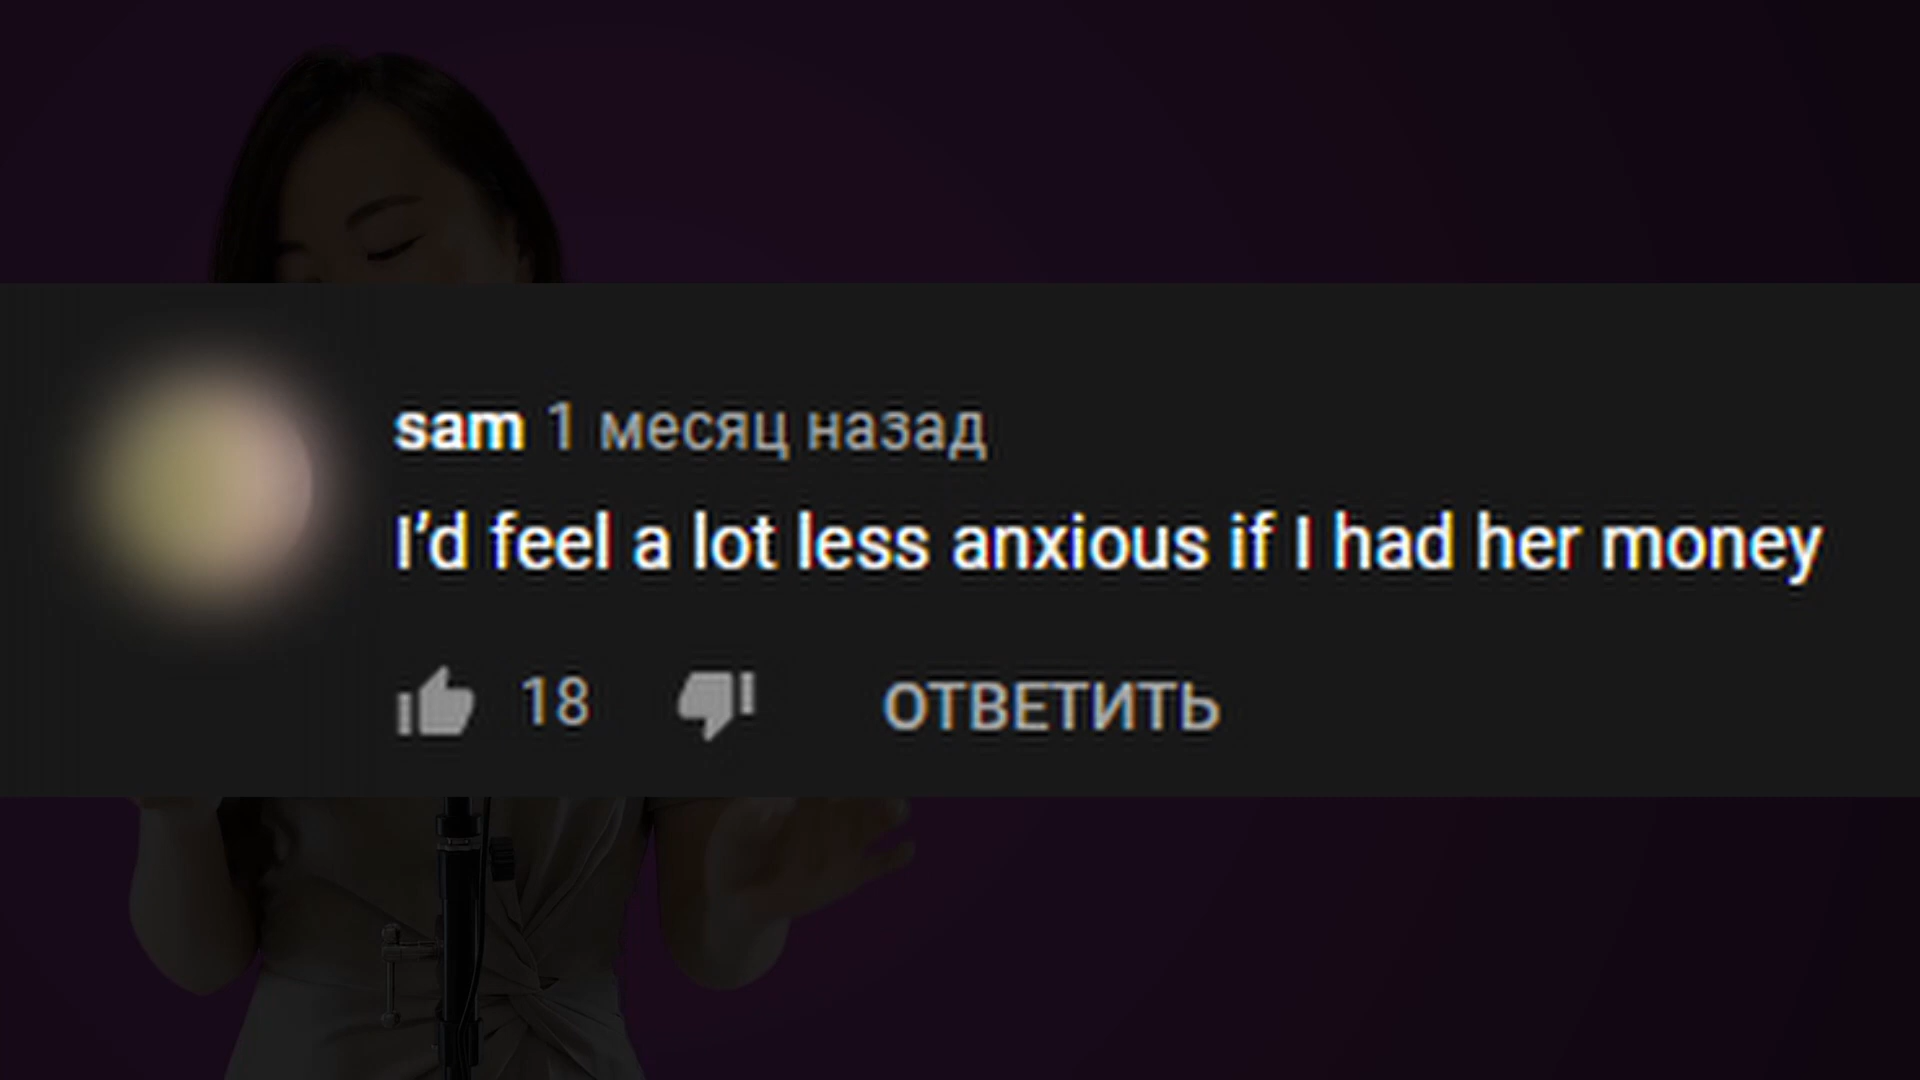 sam 1 месяц назад
I’d feel a lot less anxious if I had her money
18 ОТВЕТИТЬ